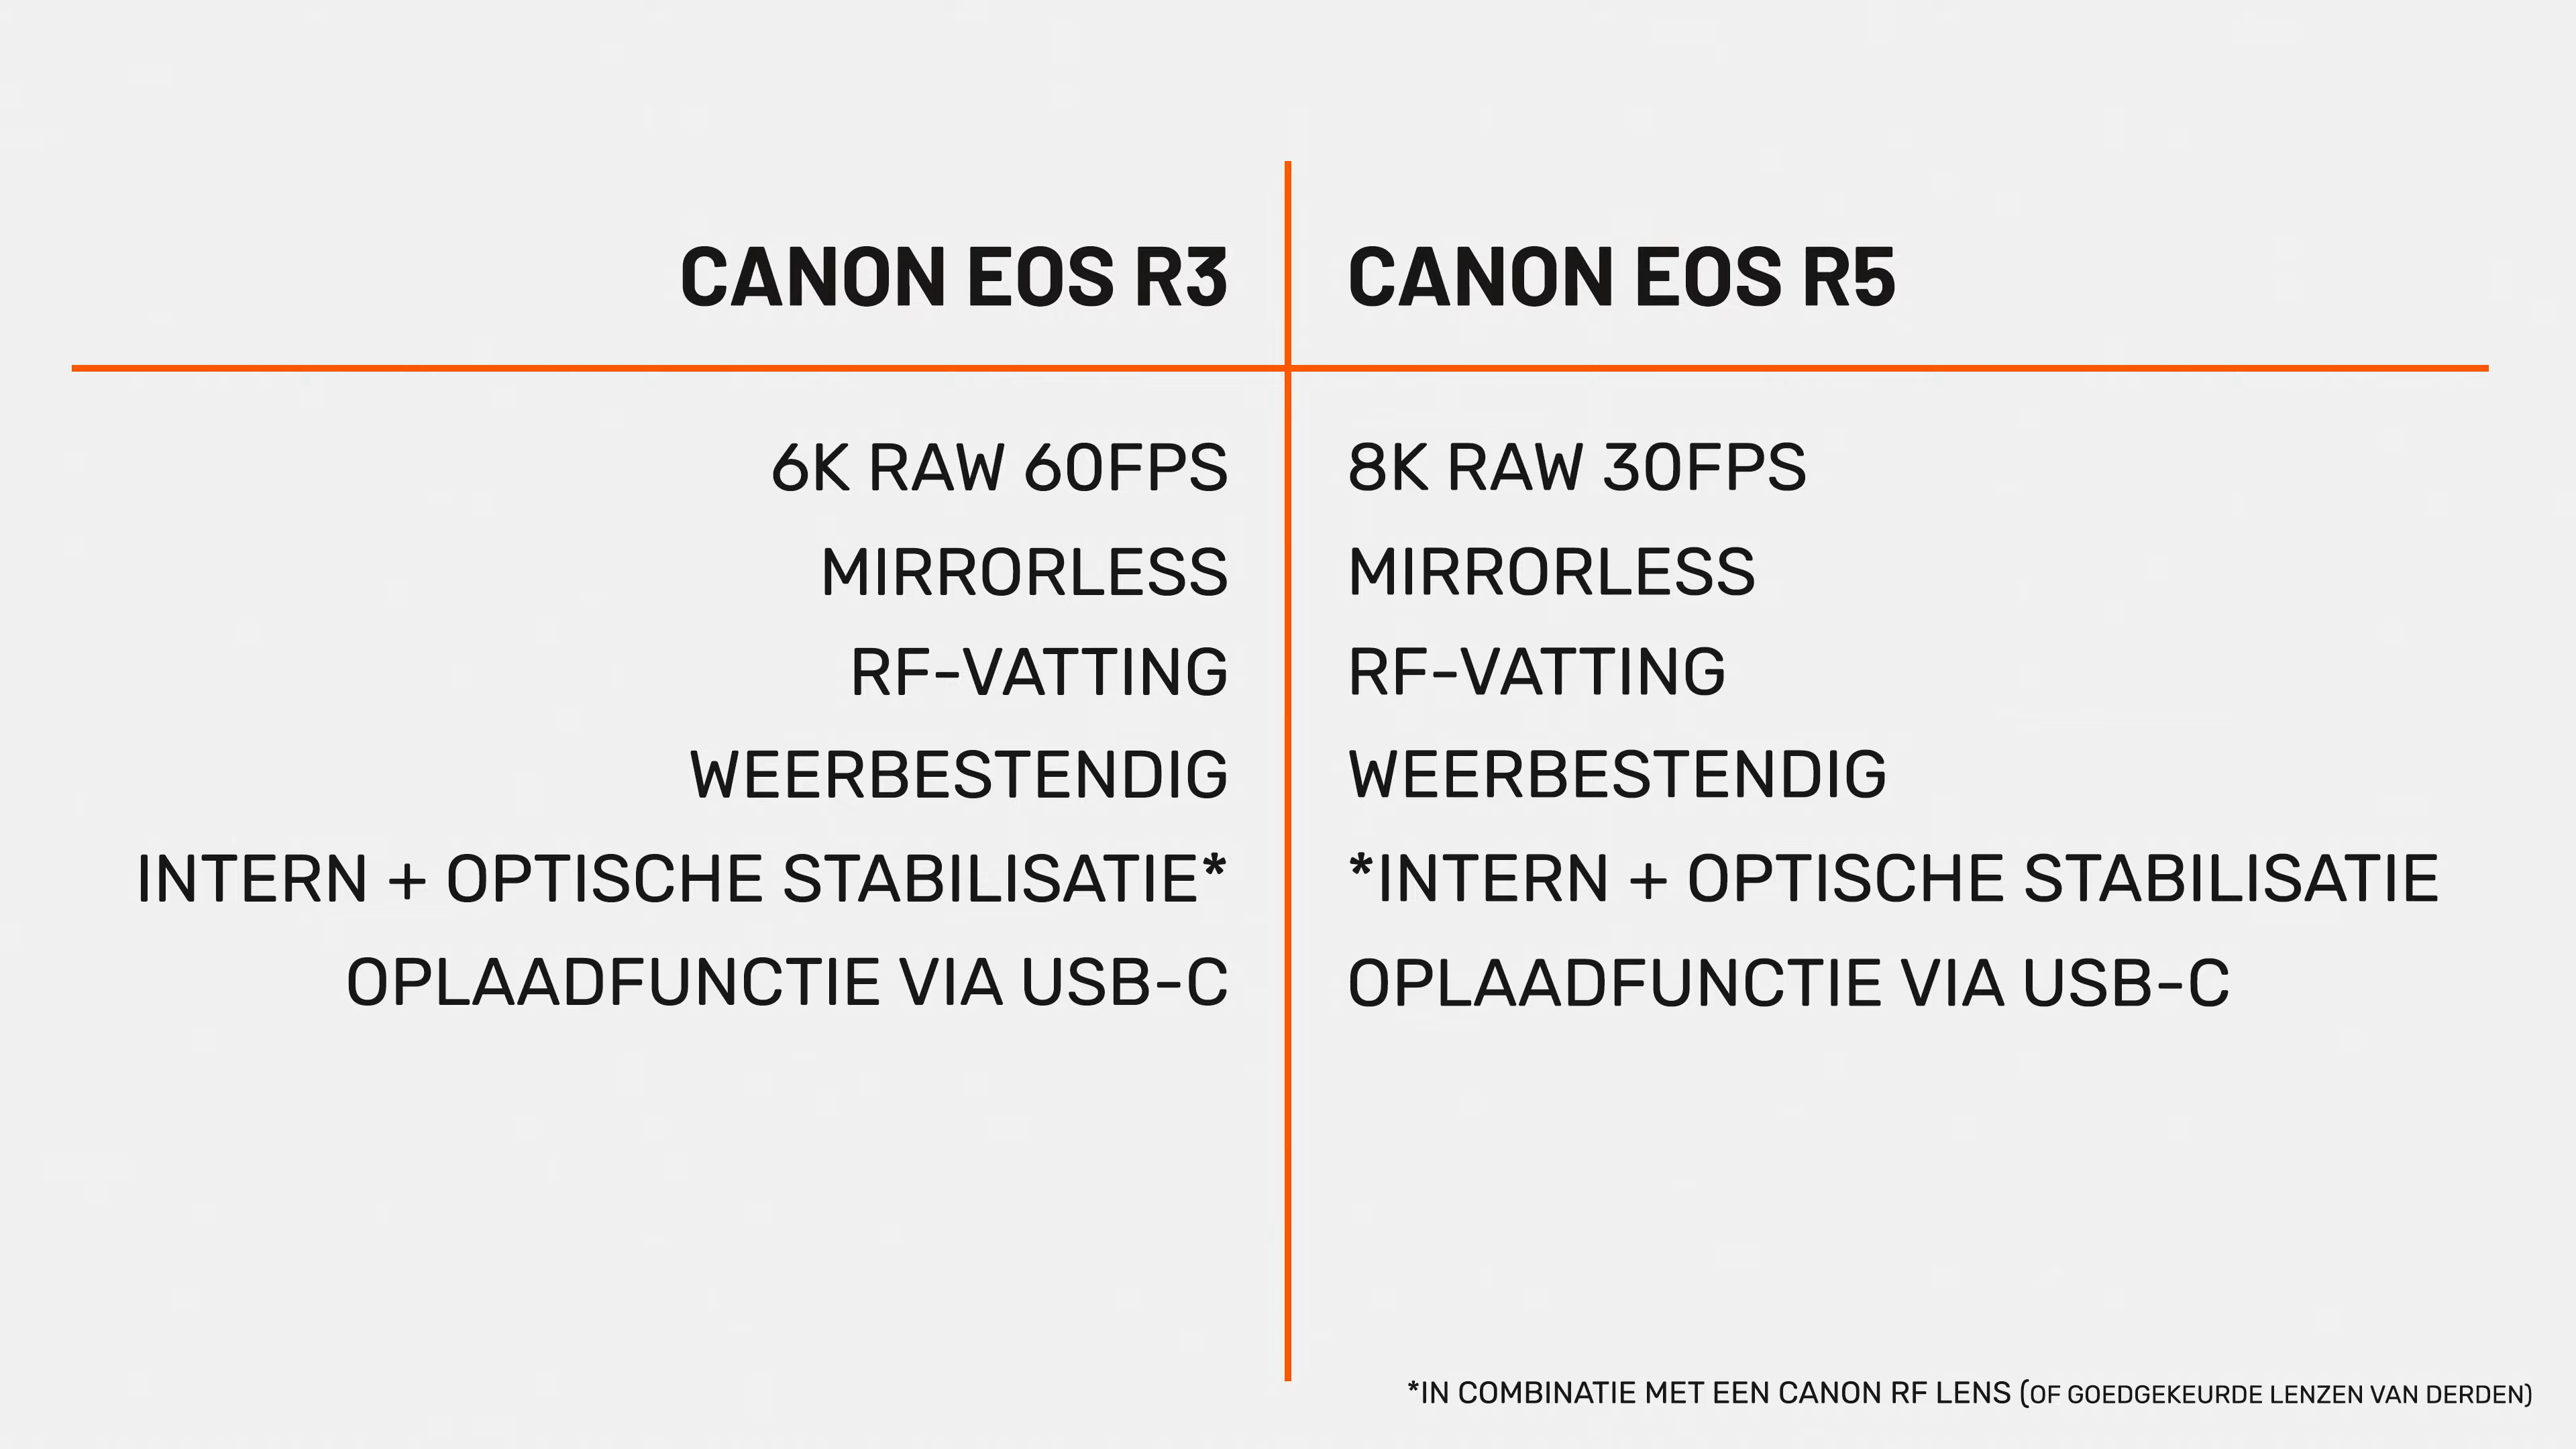 CANON EOS R3
CANON EOS R5
6K RAW 60FPS
8K RAW 30FPS
MIRRORLESS
MIRRORLESS
RF-VATTING
RF-VATTING
WEERBESTENDIG
WEERBESTENDIG
INTERN + OPTISCHE STABILISATIE*
*INTERN + OPTISCHE STABILISATIE
OPLAADFUNCTIE VIA USB-C
OPLAADFUNCTIE VIA USB-C
*IN COMBINATIE MET EEN CANON RF LENS (OF GOEDGEKEURDE LENZEN VAN DERDEN)